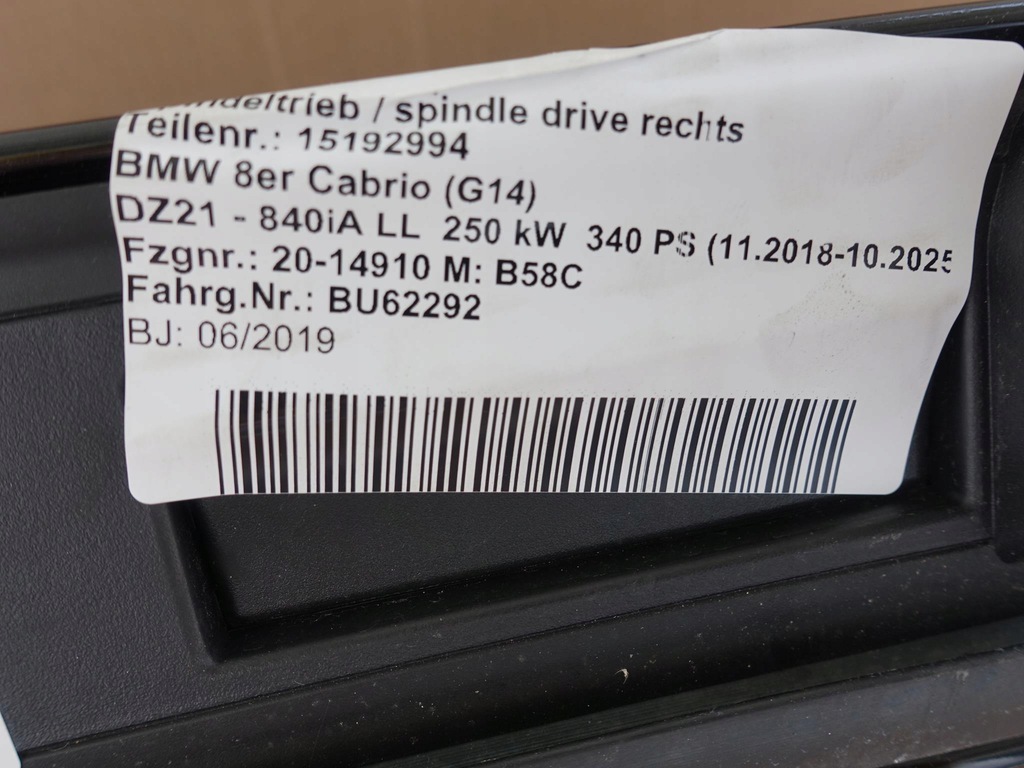 Spindeltrieb / spindle drive rechts
Teilenr.: 15192994
BMW 8er Cabrio (G14)
DZ21 - 840iA LL 250 kW 340 PS (11.2018-10.2025
Fzgnr.: 20-14910 M: B58C
Fahrg.Nr.: BU62292
BJ: 06/2019